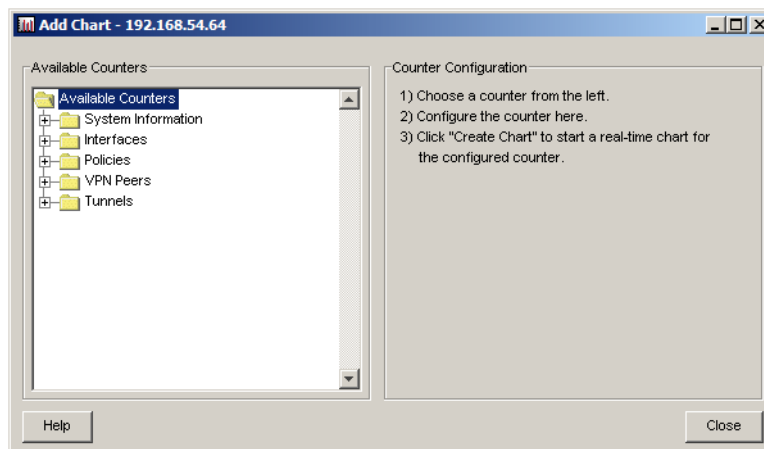 Add Chart - 192.168.54.64
Available Counters
Available Counters
System Information
Interfaces
Policies
VPN Peers
Tunnels
Counter Configuration
1) Choose a counter from the left.
2) Configure the counter here.
3) Click "Create Chart" to start a real-time chart for
the configured counter.
Help
Close